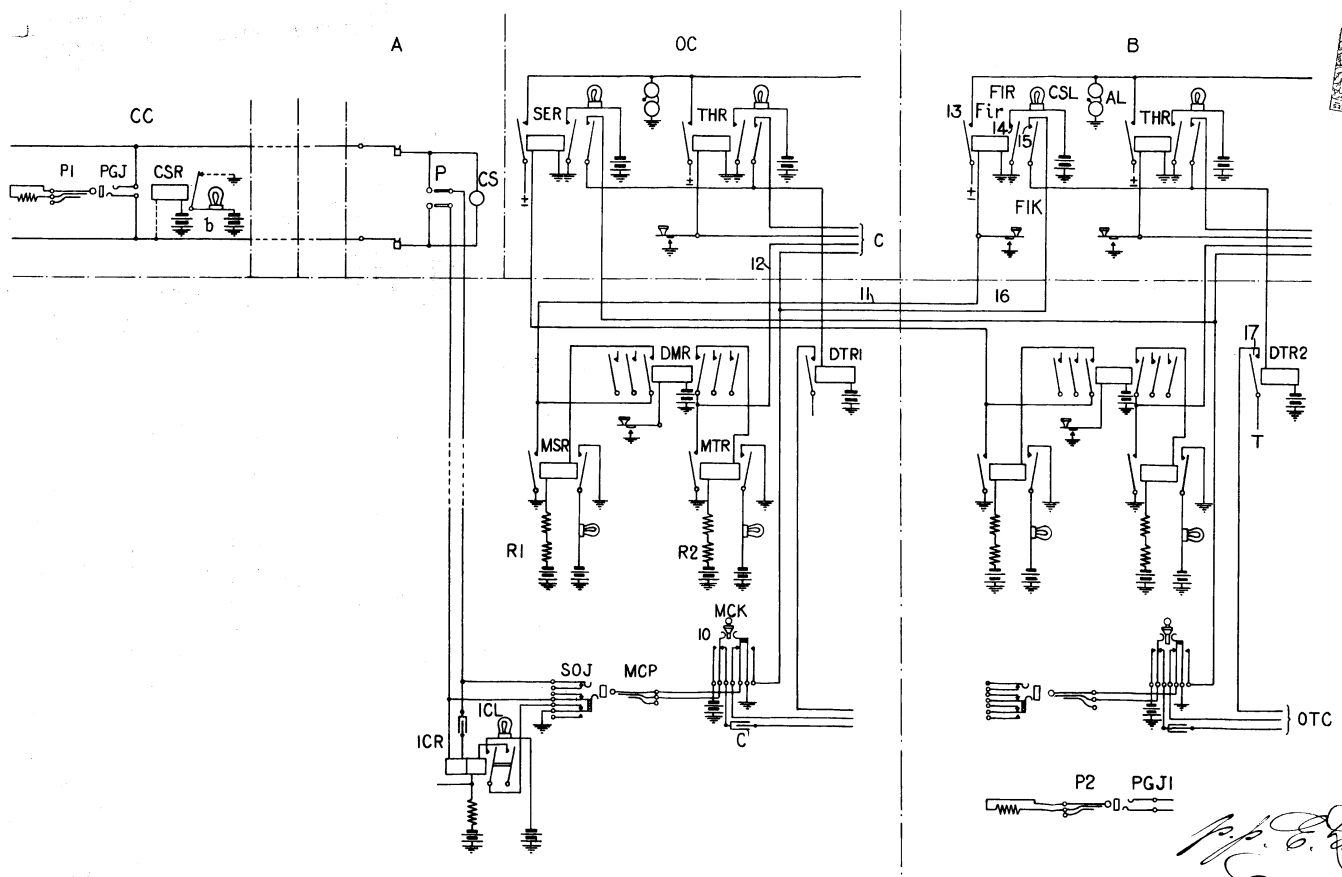 A
OC
B
CC
P1
PGJ
CSR
b
P
CS
SER
THR
±
±
C
12
11
13
FIR
Fir
14
15
CSL
AL
THR
±
±
FIK
16
DMR
DTR1
17
DTR2
T
MSR
MTR
R1
R2
MCK
10
SOJ
MCP
ICL
ICR
C
OTC
P2
PGJ1